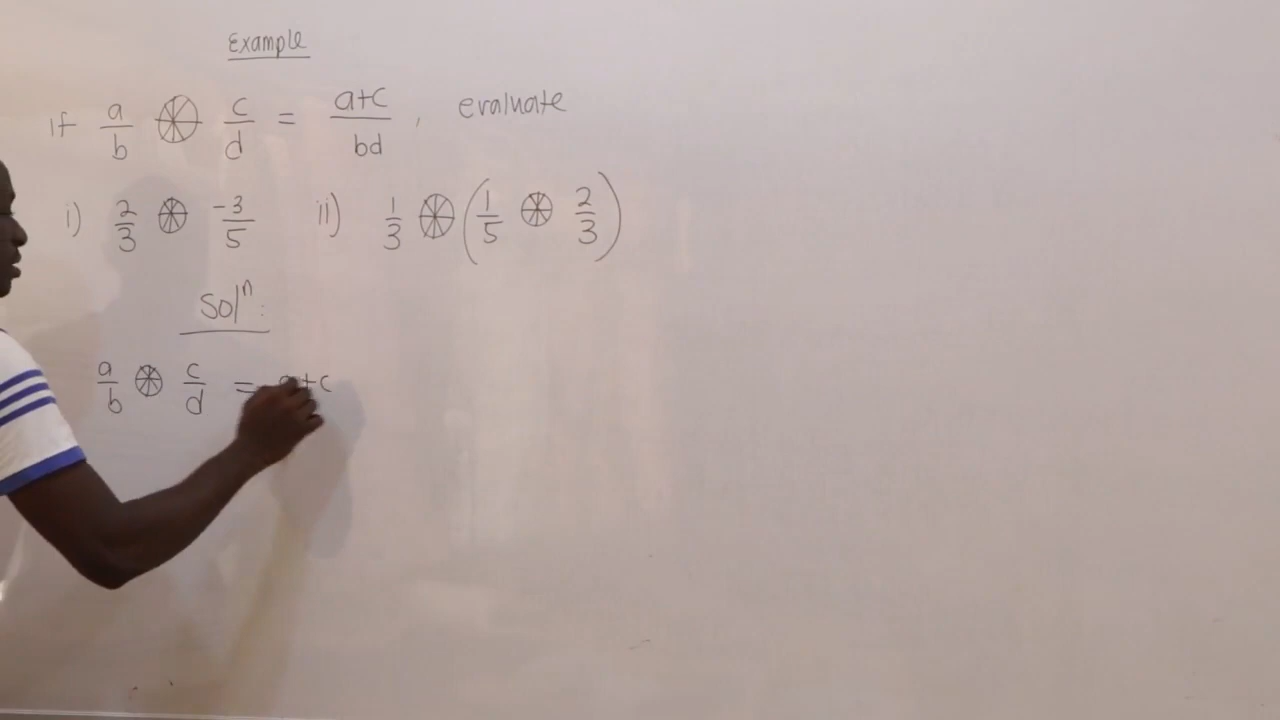 Example
if a/b ⊛ c/d = a+c/bd , evaluate
i) 2/3 ⊛ -3/5 ii) 1/3 ⊛ (1/5 ⊛ 2/3)
Solⁿ:
a/b ⊛ c/d = a+c